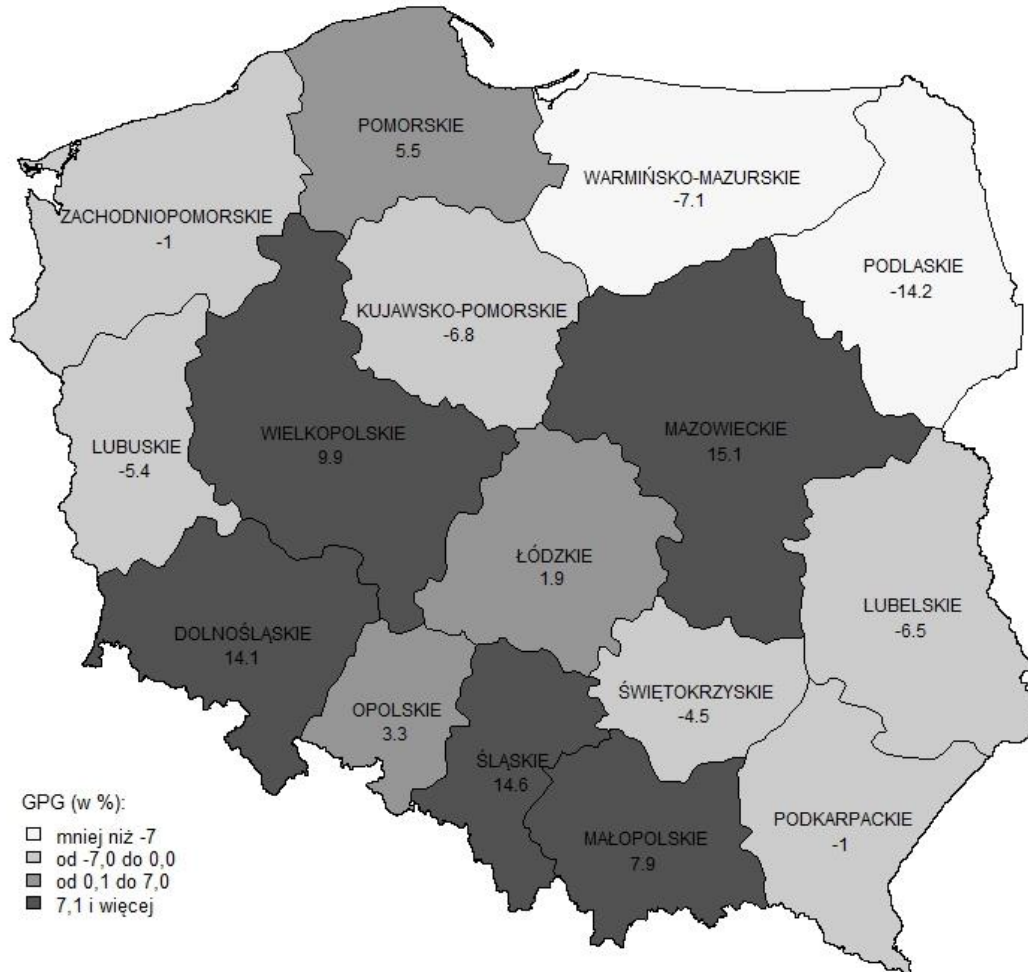 POMORSKIE
5.5
WARMIŃSKO-MAZURSKIE
-7.1
ZACHODNIOPOMORSKIE
-1
PODLASKIE
-14.2
KUJAWSKO-POMORSKIE
-6.8
LUBUSKIE
-5.4
WIELKOPOLSKIE
9.9
MAZOWIECKIE
15.1
ŁÓDZKIE
1.9
LUBELSKIE
-6.5
DOLNOŚLĄSKIE
14.1
OPOLSKIE
3.3
ŚWIĘTOKRZYSKIE
-4.5
ŚLĄSKIE
14.6
MAŁOPOLSKIE
7.9
PODKARPACKIE
-1
GPG (w %):
mniej niż -7
od -7,0 do 0,0
od 0,1 do 7,0
7,1 i więcej